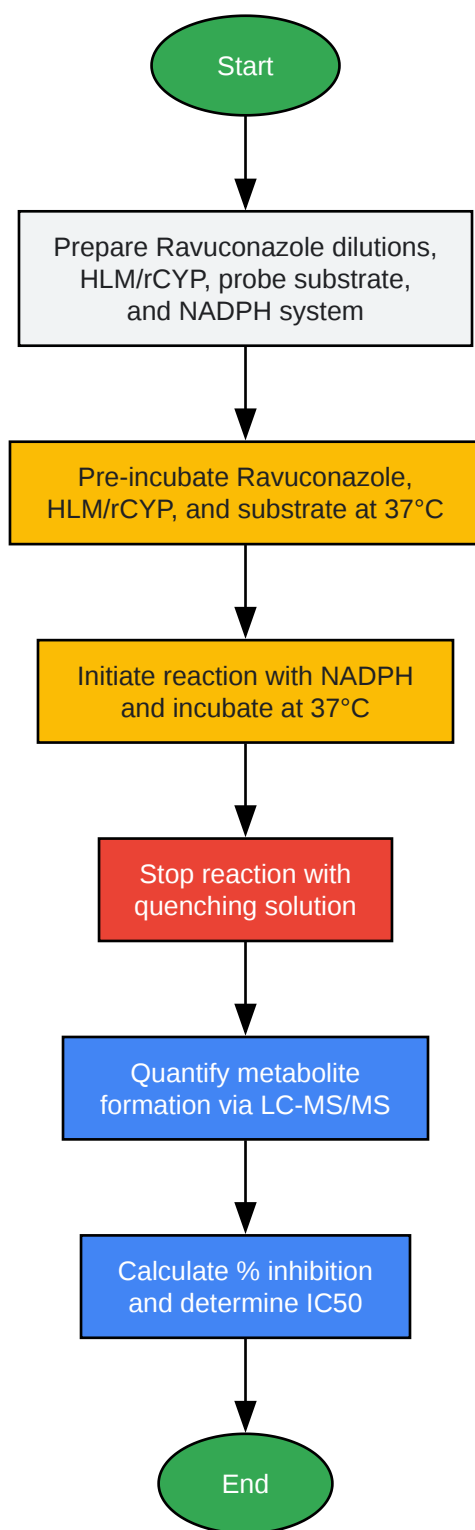 Start
Prepare Ravuconazole dilutions,
HLM/rCYP, probe substrate,
and NADPH system
Pre-incubate Ravuconazole,
HLM/rCYP, and substrate at 37°C
Initiate reaction with NADPH
and incubate at 37°C
Stop reaction with
quenching solution
Quantify metabolite
formation via LC-MS/MS
Calculate % inhibition
and determine IC50
End